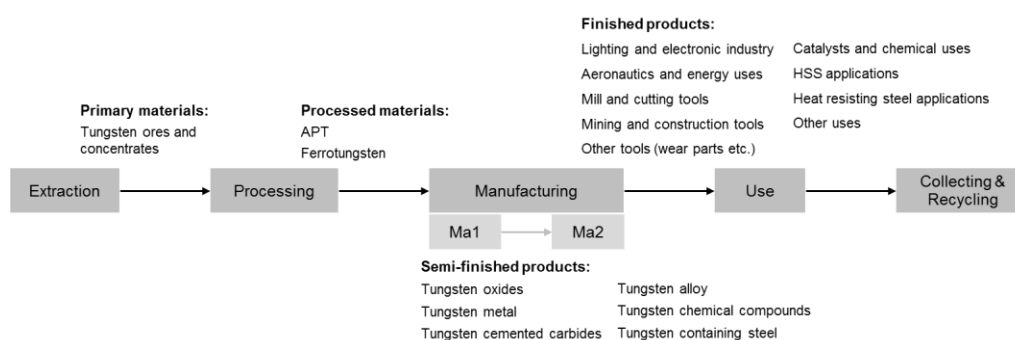 Finished products:
Lighting and electronic industry
Aeronautics and energy uses
Mill and cutting tools
Mining and construction tools
Other tools (wear parts etc.)
Catalysts and chemical uses
HSS applications
Heat resisting steel applications
Other uses
Primary materials:
Tungsten ores and
concentrates
Processed materials:
APT
Ferrotungsten
Extraction
Processing
Manufacturing
Use
Collecting &
Recycling
Ma1
Ma2
Semi-finished products:
Tungsten oxides
Tungsten metal
Tungsten cemented carbides
Tungsten alloy
Tungsten chemical compounds
Tungsten containing steel